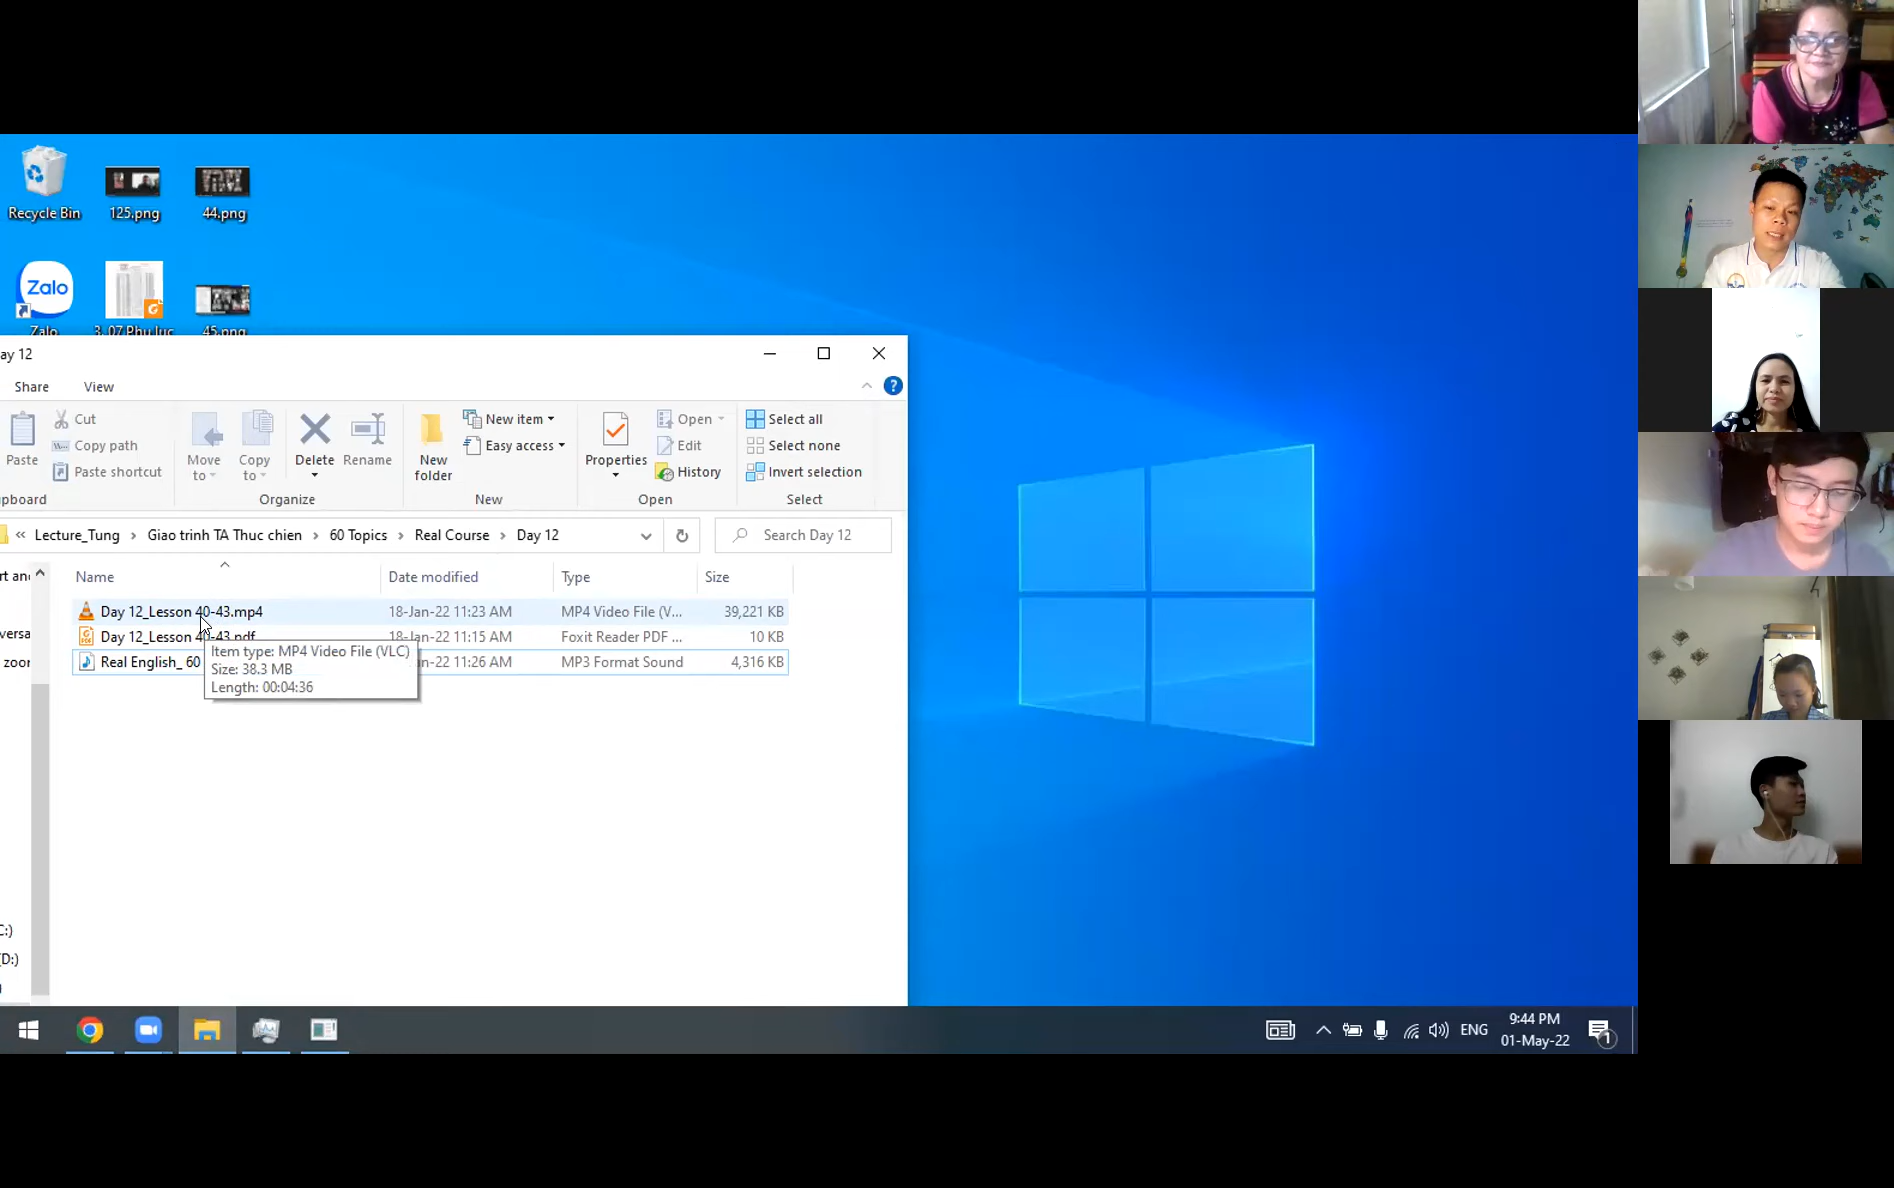 Recycle Bin
125.png
44.png
Zalo
Zalo
3. 07 Phu luc
45.png
ay 12
Share
View
Paste
Cut
Copy path
Paste shortcut
pboard
Move to
Copy to
Delete
Rename
Organize
New folder
New item
Easy access
New
Properties
Open
Edit
History
Open
Select all
Select none
Invert selection
Select
« Lecture_Tung › Giao trinh TA Thuc chien › 60 Topics › Real Course › Day 12
Search Day 12
Name
Date modified
Type
Size
Day 12_Lesson 40-43.mp4
18-Jan-22 11:23 AM
MP4 Video File (V...
39,221 KB
Day 12_Lesson 40-43.pdf
18-Jan-22 11:15 AM
Foxit Reader PDF ...
10 KB
Real English_ 60
n-22 11:26 AM
MP3 Format Sound
4,316 KB
Item type: MP4 Video File (VLC)
Size: 38.3 MB
Length: 00:04:36
rt and
versa
zoor
C:)
(D:)
ENG
9:44 PM
01-May-22
1